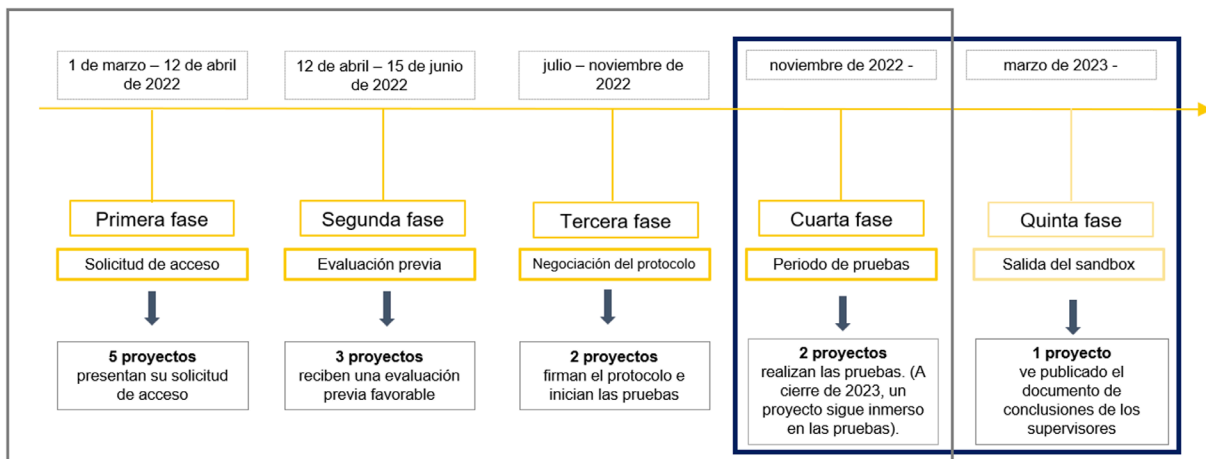 1 de marzo – 12 de abril
de 2022
12 de abril – 15 de junio
de 2022
julio – noviembre de
2022
noviembre de 2022 -
marzo de 2023 -
Primera fase
Segunda fase
Tercera fase
Cuarta fase
Quinta fase
Solicitud de acceso
Evaluación previa
Negociación del protocolo
Periodo de pruebas
Salida del sandbox
5 proyectos
presentan su solicitud
de acceso
3 proyectos
reciben una evaluación
previa favorable
2 proyectos
firman el protocolo e
inician las pruebas
2 proyectos
realizan las pruebas. (A
cierre de 2023, un
proyecto sigue inmerso
en las pruebas).
1 proyecto
ve publicado el
documento de
conclusiones de los
supervisores